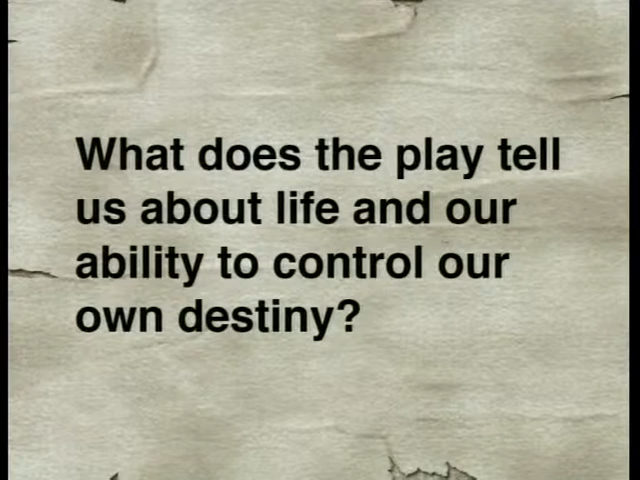 What does the play tell
us about life and our
ability to control our
own destiny?